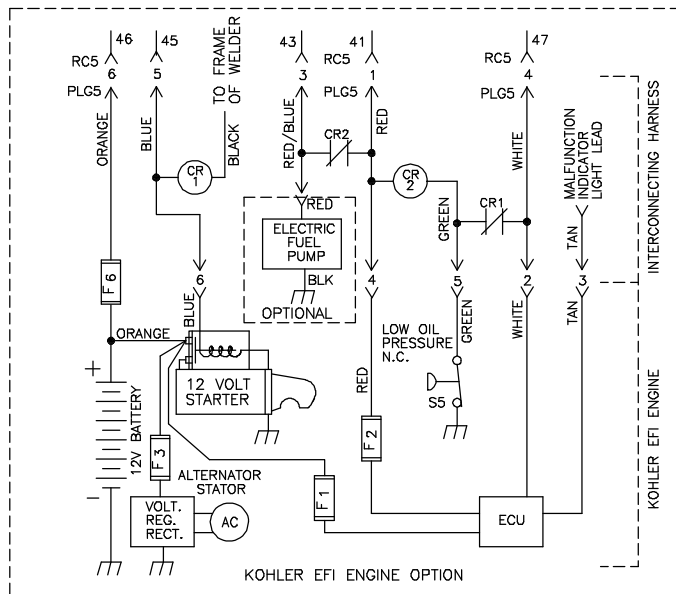 46
45
43
41
47
RC5
6
5
TO FRAME
OF WELDER
RC5
3
1
RC5
4
PLG5
PLG5
PLG5
ORANGE
BLUE
BLACK
RED/BLUE
CR2
RED
WHITE
MALFUNCTION
INDICATOR
LIGHT LEAD
INTERCONNECTING HARNESS
CR
1
CR
2
CR1
GREEN
TAN
RED
ELECTRIC
FUEL
PUMP
BLK
OPTIONAL
6
4
5
2
3
F6
BLUE
ORANGE
LOW OIL
PRESSURE
N.C.
GREEN
WHITE
TAN
RED
S5
+
12 VOLT
STARTER
12V BATTERY
−
F3
F2
F1
ALTERNATOR
STATOR
VOLT.
REG.
RECT.
AC
ECU
KOHLER EFI ENGINE
KOHLER EFI ENGINE OPTION